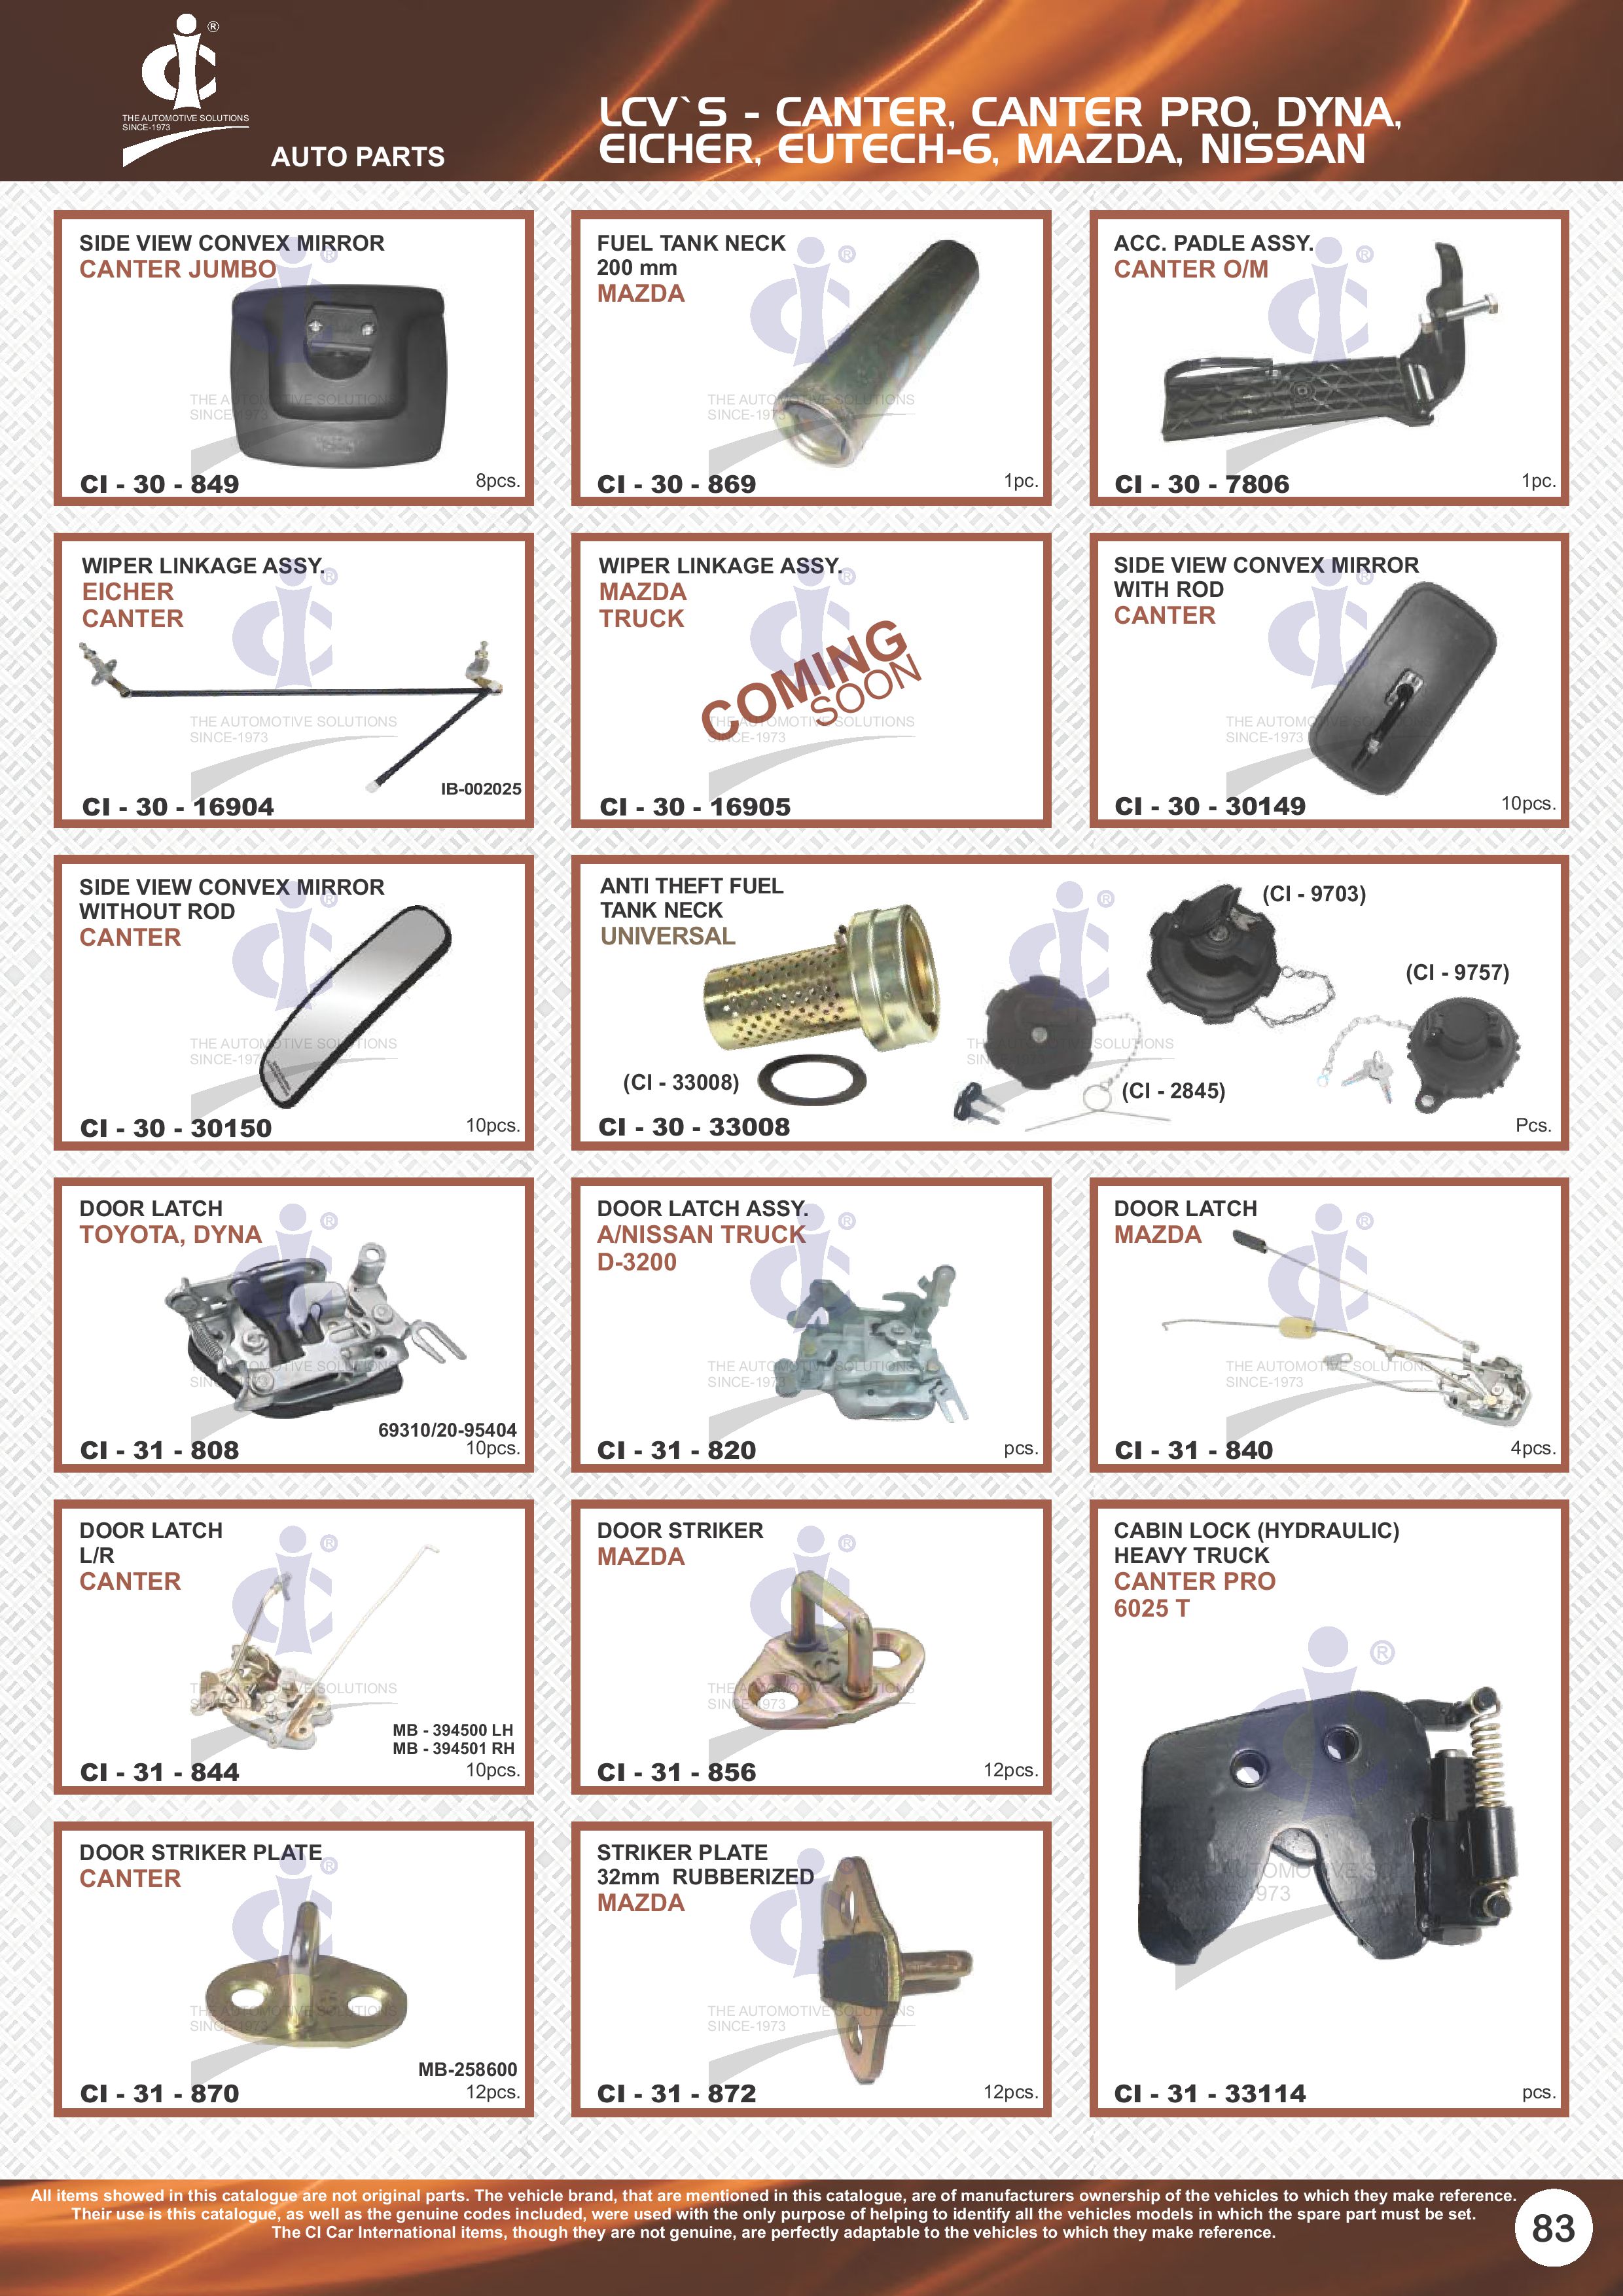 ®
THE AUTOMOTIVE SOLUTIONS
SINCE-1973
AUTO PARTS
LCV`S - CANTER, CANTER PRO, DYNA,
EICHER, EUTECH-6, MAZDA, NISSAN
SIDE VIEW CONVEX MIRROR
CANTER JUMBO
CI - 30 - 849
8pcs.
FUEL TANK NECK
200 mm
MAZDA
CI - 30 - 869
1pc.
ACC. PADLE ASSY.
CANTER O/M
CI - 30 - 7806
1pc.
WIPER LINKAGE ASSY.
EICHER
CANTER
IB-002025
CI - 30 - 16904
WIPER LINKAGE ASSY.
MAZDA
TRUCK
COMING
SOON
CI - 30 - 16905
SIDE VIEW CONVEX MIRROR
WITH ROD
CANTER
CI - 30 - 30149
10pcs.
SIDE VIEW CONVEX MIRROR
WITHOUT ROD
CANTER
CI - 30 - 30150
10pcs.
ANTI THEFT FUEL
TANK NECK
UNIVERSAL
(CI - 9703)
(CI - 9757)
(CI - 33008)
(CI - 2845)
CI - 30 - 33008
Pcs.
DOOR LATCH
TOYOTA, DYNA
69310/20-95404
CI - 31 - 808
10pcs.
DOOR LATCH ASSY.
A/NISSAN TRUCK
D-3200
CI - 31 - 820
pcs.
DOOR LATCH
MAZDA
CI - 31 - 840
4pcs.
DOOR LATCH
L/R
CANTER
MB - 394500 LH
MB - 394501 RH
CI - 31 - 844
10pcs.
DOOR STRIKER
MAZDA
CI - 31 - 856
12pcs.
CABIN LOCK (HYDRAULIC)
HEAVY TRUCK
CANTER PRO
6025 T
CI - 31 - 33114
pcs.
DOOR STRIKER PLATE
CANTER
MB-258600
CI - 31 - 870
12pcs.
STRIKER PLATE
32mm  RUBBERIZED
MAZDA
CI - 31 - 872
12pcs.
All items showed in this catalogue are not original parts. The vehicle brand, that are mentioned in this catalogue, are of manufacturers ownership of the vehicles to which they make reference.
Their use is this catalogue, as well as the genuine codes included, were used with the only purpose of helping to identify all the vehicles models in which the spare part must be set.
The CI Car International items, though they are not genuine, are perfectly adaptable to the vehicles to which they make reference.
83